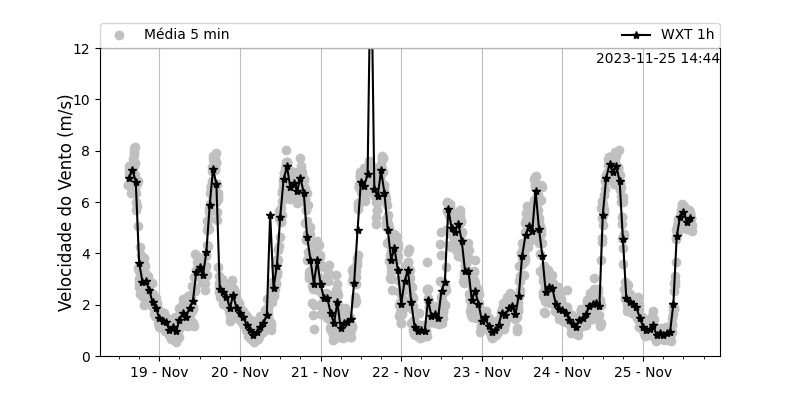 Média 5 min
WXT 1h
2023-11-25 14:44
Velocidade do Vento (m/s)
12
10
8
6
4
2
0
19 - Nov
20 - Nov
21 - Nov
22 - Nov
23 - Nov
24 - Nov
25 - Nov